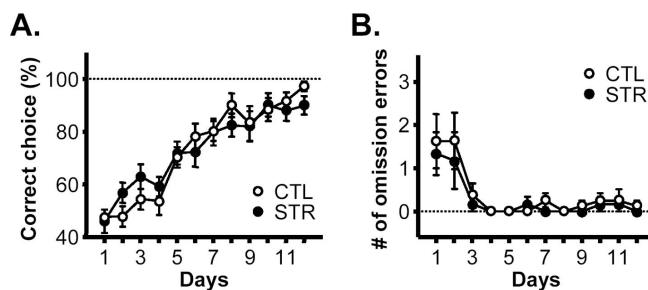 A.
Correct choice (%)
100
80
60
40
CTL
STR
1 3 5 7 9 11
Days
B.
# of omission errors
3
2
1
0
CTL
STR
1 3 5 7 9 11
Days